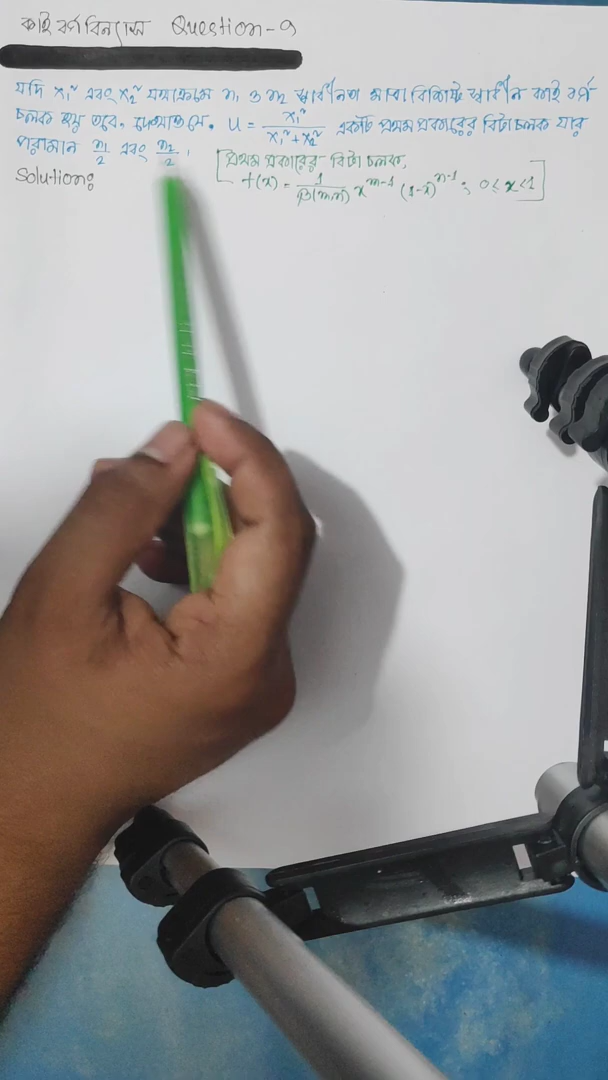 কাই বর্গ বিন্যাস Question-9
যদি x₁² এবং x₂² যথাক্রমে n₁ ও n₂ স্বাধীনতা মাত্রা বিশিষ্ট স্বাধীন কাই বর্গ
চলক হয় তবে, দেখাও যে, U = x₁²/(x₁²+x₂²) একটি প্রথম প্রকারের বিটা চলক যার
পরামান n₁/2 এবং n₂/2 ।
[প্রথম প্রকারের বিটা চলক,
Solution:
f(x) = 1/β(m,n) x^(m-1) (1-x)^(n-1) ; 0 < x < 1]